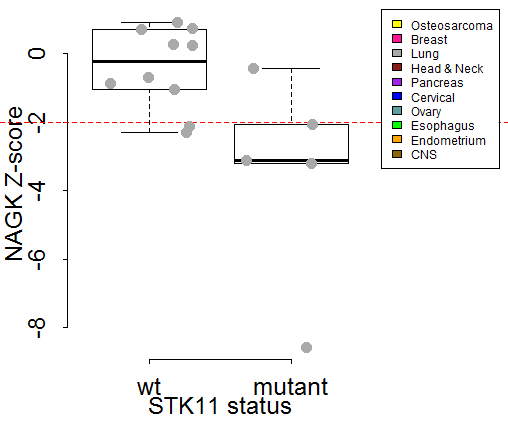 NAGK Z-score
0
-2
-4
-6
-8
wt
mutant
STK11 status
Osteosarcoma
Breast
Lung
Head & Neck
Pancreas
Cervical
Ovary
Esophagus
Endometrium
CNS